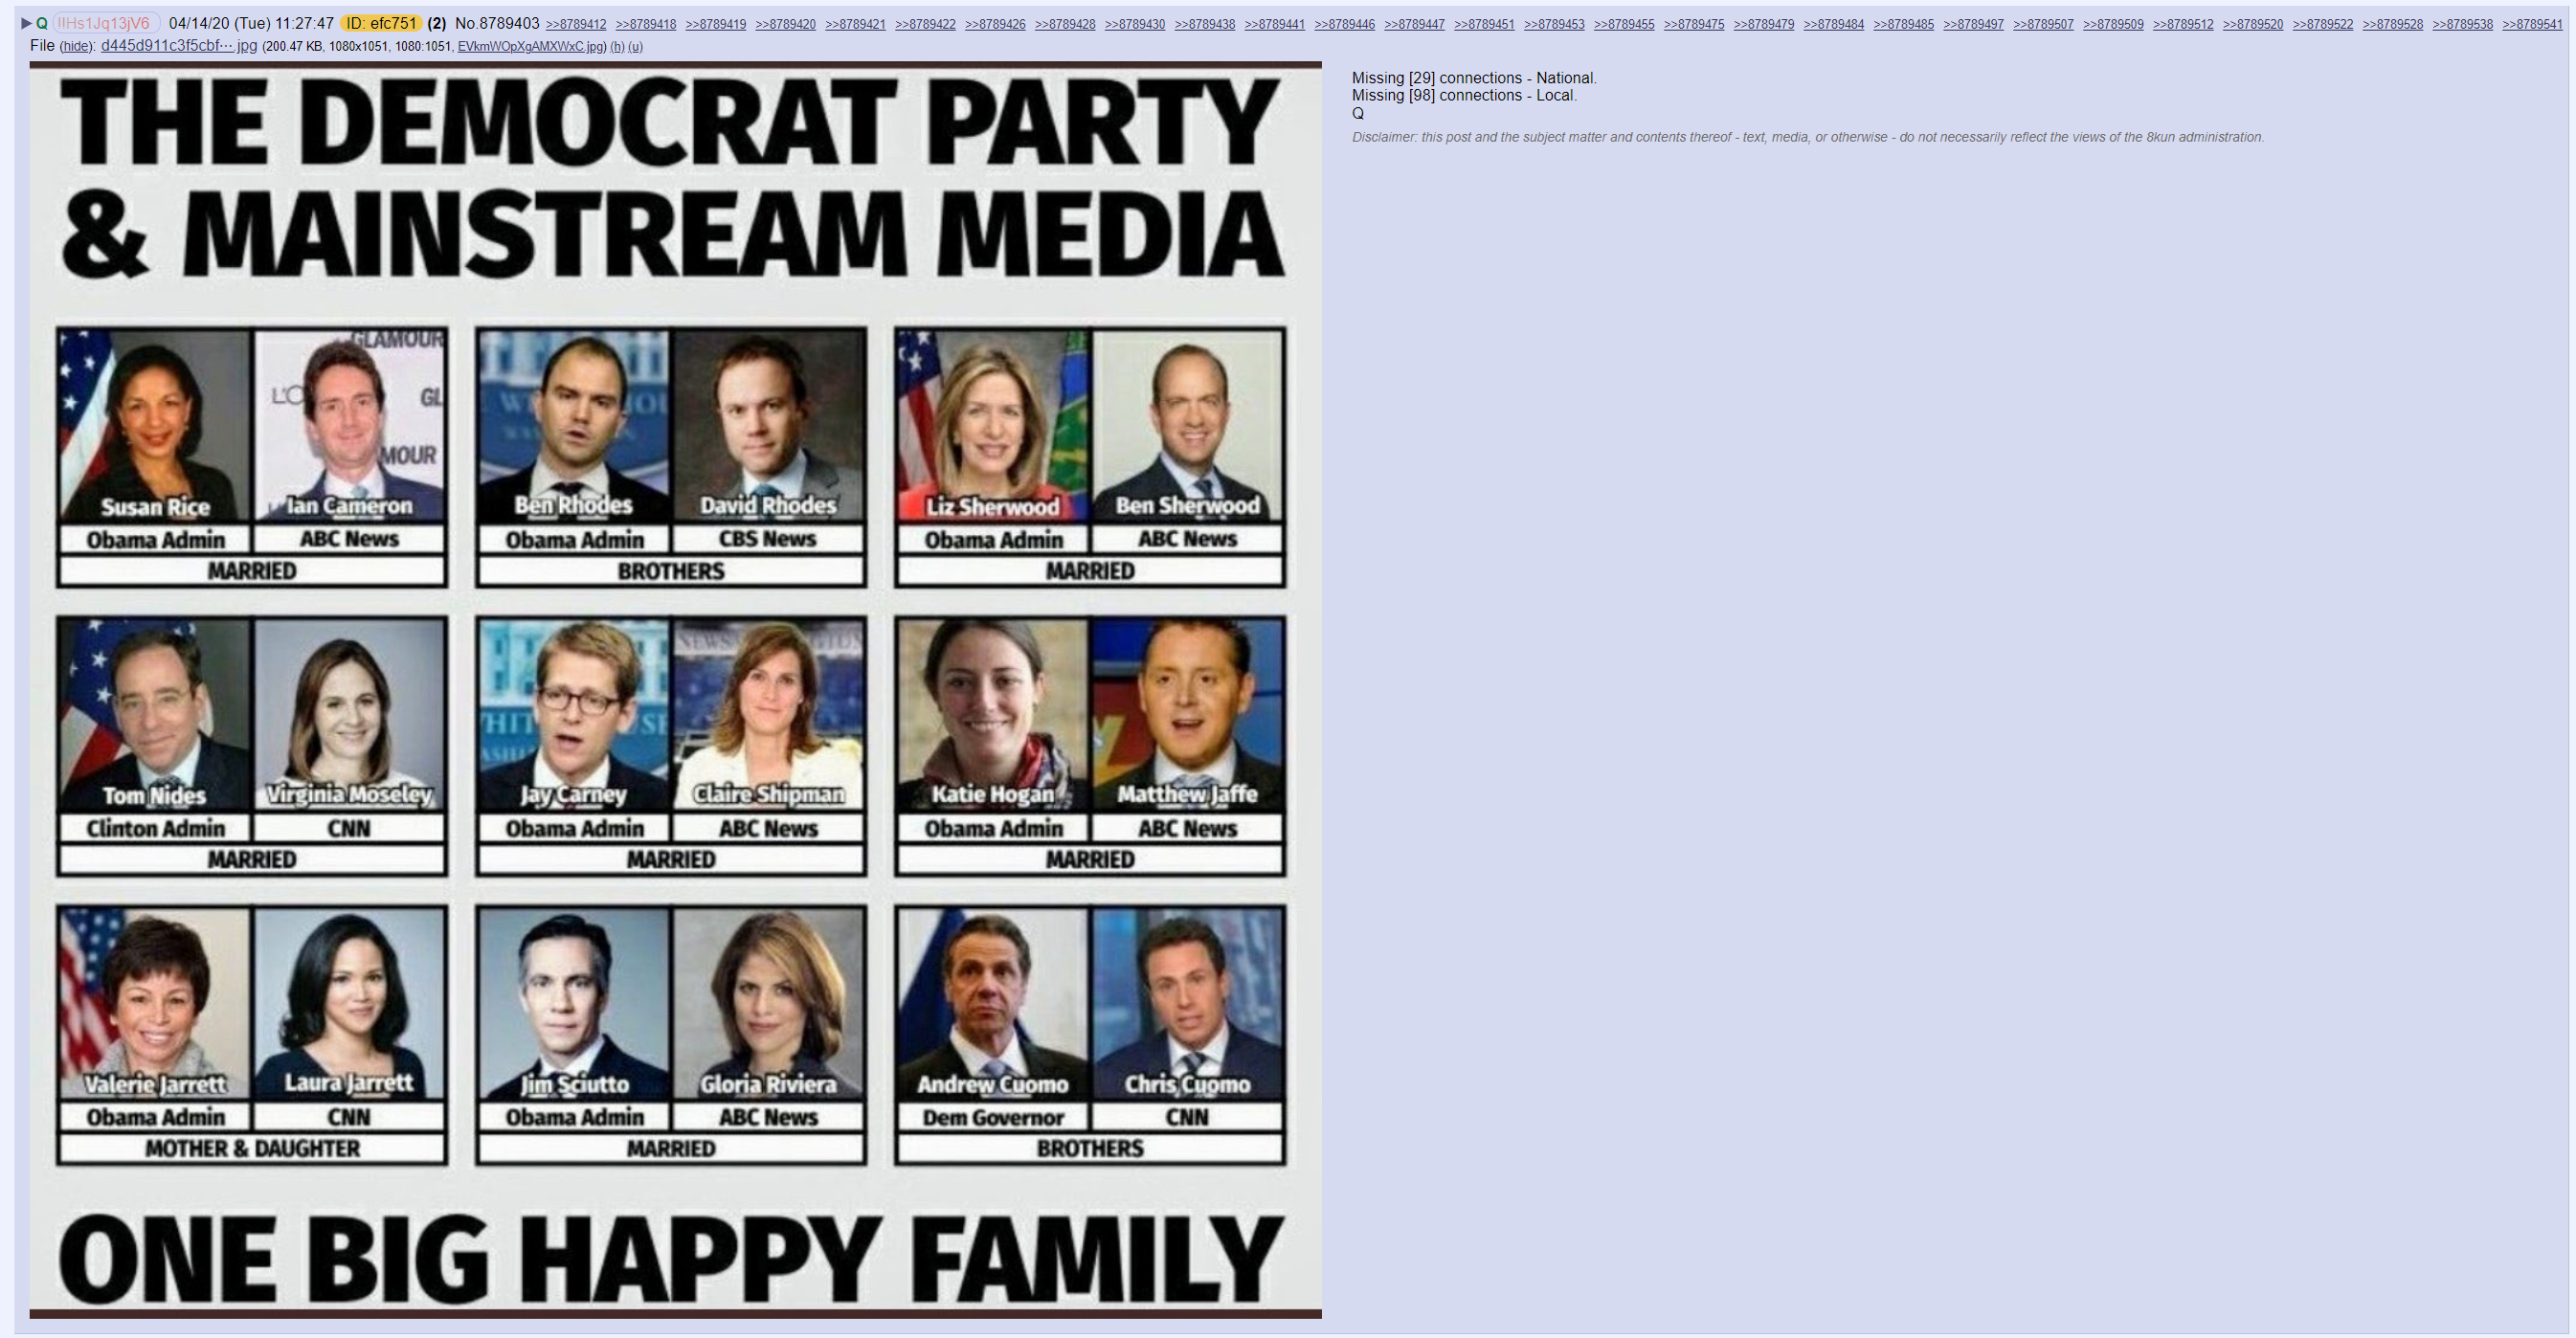 ▶ Q !!Hs1Jq13jV6 04/14/20 (Tue) 11:27:47 ID: efc751 (2) No.8789403 >>8789412 >>8789418 >>8789419 >>8789420 >>8789421 >>8789422 >>8789426 >>8789428 >>8789430 >>8789438 >>8789441 >>8789446 >>8789447 >>8789451 >>8789453 >>8789455 >>8789475 >>8789479 >>8789484 >>8789485 >>8789497 >>8789507 >>8789509 >>8789512 >>8789520 >>8789522 >>8789528 >>8789538 >>8789541
File (hide): d445d911c3f5cbf⋯.jpg (200.47 KB, 1080x1051, 1080:1051, EVkmWOpXgAMXWxC.jpg) (h) (u)
THE DEMOCRAT PARTY
& MAINSTREAM MEDIA
GLAMOUR
L'O GL
MOUR
Susan Rice Ian Cameron
Obama Admin ABC News
MARRIED
Ben Rhodes David Rhodes
Obama Admin CBS News
BROTHERS
Liz Sherwood Ben Sherwood
Obama Admin ABC News
MARRIED
Tom Nides Virginia Moseley
Clinton Admin CNN
MARRIED
Jay Carney Claire Shipman
Obama Admin ABC News
MARRIED
Katie Hogan Matthew Jaffe
Obama Admin ABC News
MARRIED
Valerie Jarrett Laura Jarrett
Obama Admin CNN
MOTHER & DAUGHTER
Jim Sciutto Gloria Riviera
Obama Admin ABC News
MARRIED
Andrew Cuomo Chris Cuomo
Dem Governor CNN
BROTHERS
ONE BIG HAPPY FAMILY
Missing [29] connections - National.
Missing [98] connections - Local.
Q
Disclaimer: this post and the subject matter and contents thereof - text, media, or otherwise - do not necessarily reflect the views of the 8kun administration.